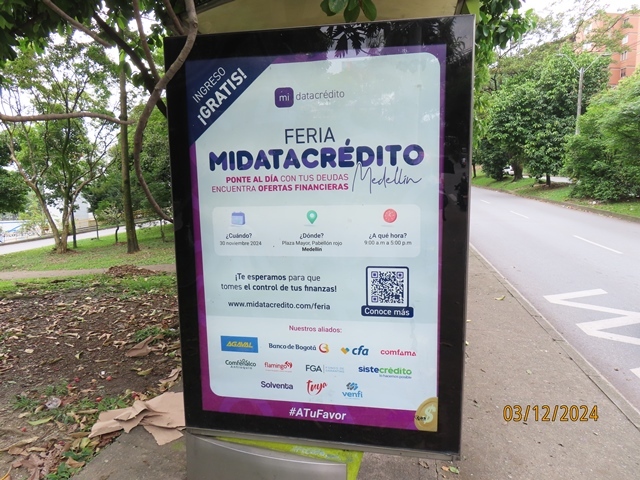 INGRESO
¡GRATIS!
mi datacrédito
FERIA
MIDATACRÉDITO
PONTE AL DÍA CON TUS DEUDAS
ENCUENTRA OFERTAS FINANCIERAS
Medellín
¿Cuándo?
30 noviembre 2024
¿Dónde?
Plaza Mayor, Pabellón rojo
Medellín
¿A qué hora?
9:00 a.m a 5:00 p.m
¡Te esperamos para que
tomes el control de tus finanzas!
www.midatacredito.com/feria
Conoce más
Nuestros aliados:
Banco de Bogotá
cfa
comfama
Comfenalco
flamingo
FGA
sistecrédito
Solventa
Tuya
venfi
#ATuFavor
03/12/2024